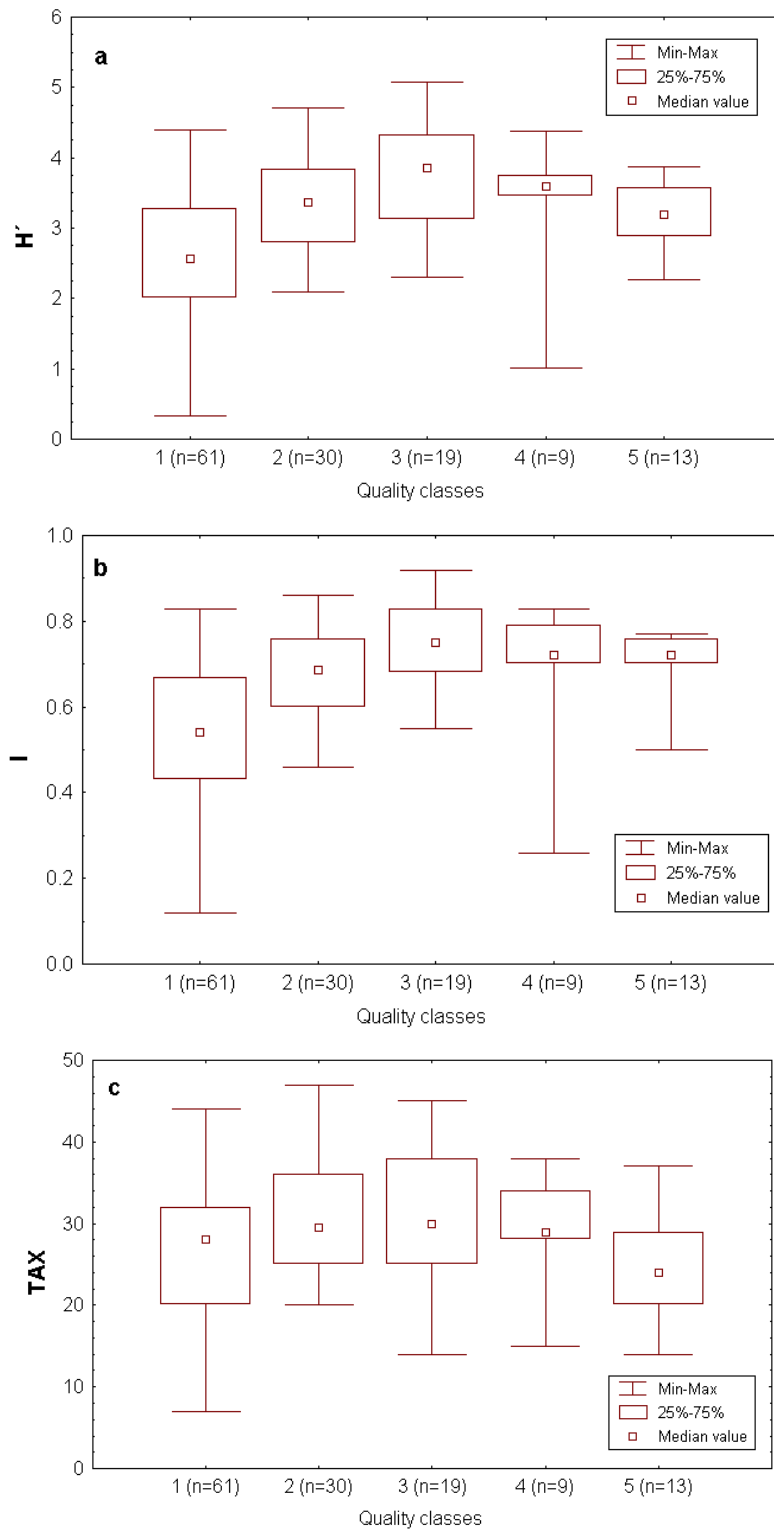 6
a
Min-Max
25%-75%
Median value
5
4
3
H´
2
1
0
1 (n=61) 2 (n=30) 3 (n=19) 4 (n=9) 5 (n=13)
Quality classes
1.0
b
0.8
0.6
I
0.4
Min-Max
25%-75%
Median value
0.2
0.0
1 (n=61) 2 (n=30) 3 (n=19) 4 (n=9) 5 (n=13)
Quality classes
50
c
40
30
TAX
20
10
Min-Max
25%-75%
Median value
0
1 (n=61) 2 (n=30) 3 (n=19) 4 (n=9) 5 (n=13)
Quality classes